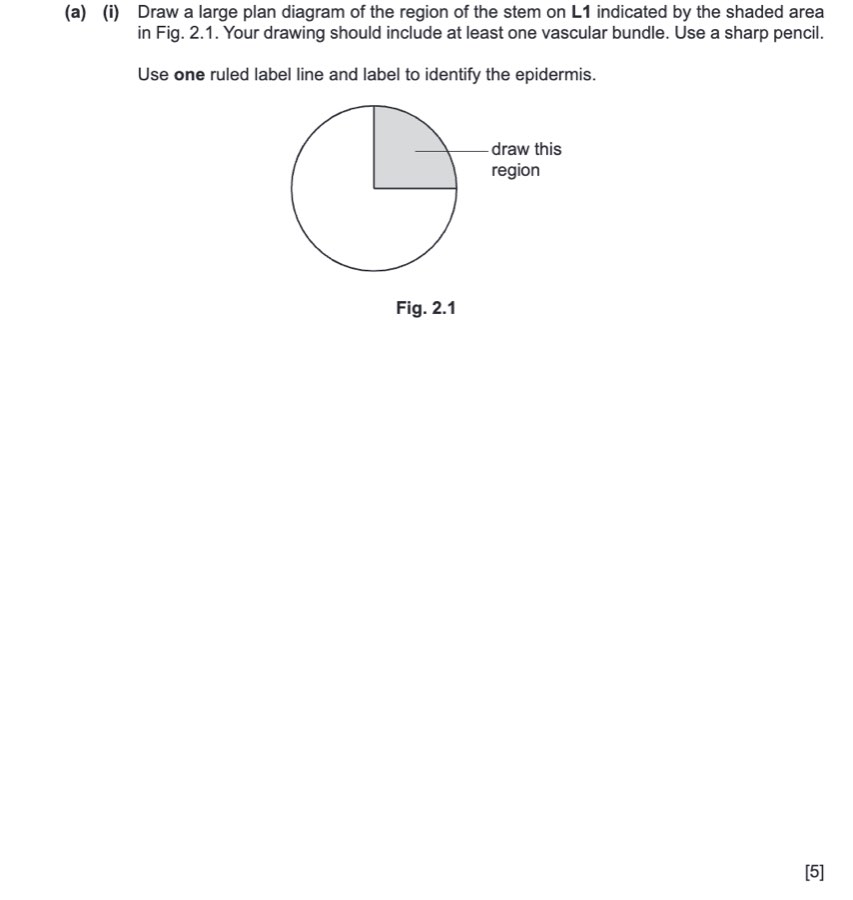 (a) (i) Draw a large plan diagram of the region of the stem on L1 indicated by the shaded area
in Fig. 2.1. Your drawing should include at least one vascular bundle. Use a sharp pencil.
Use one ruled label line and label to identify the epidermis.
draw this
region
Fig. 2.1
[5]